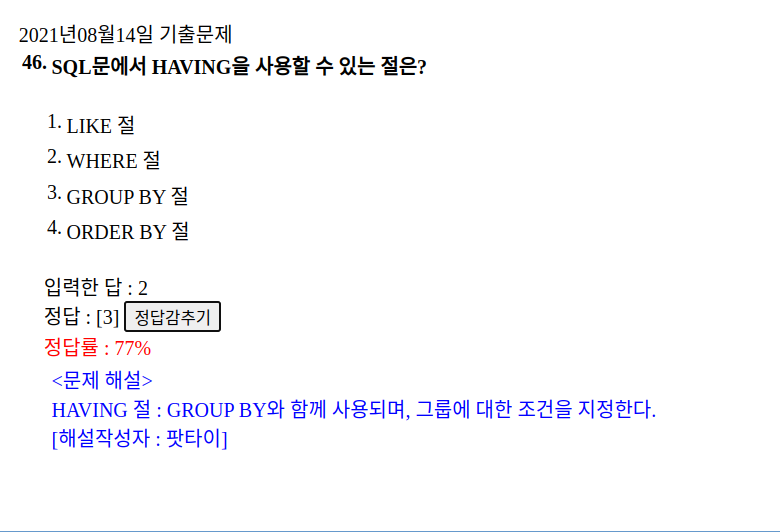 2021년08월14일 기출문제
46. SQL문에서 HAVING을 사용할 수 있는 절은?
1. LIKE 절
2. WHERE 절
3. GROUP BY 절
4. ORDER BY 절
입력한 답 : 2
정답 : [3] 정답감추기
정답률 : 77%
<문제 해설>
HAVING 절 : GROUP BY와 함께 사용되며, 그룹에 대한 조건을 지정한다.
[해설작성자 : 팟타이]